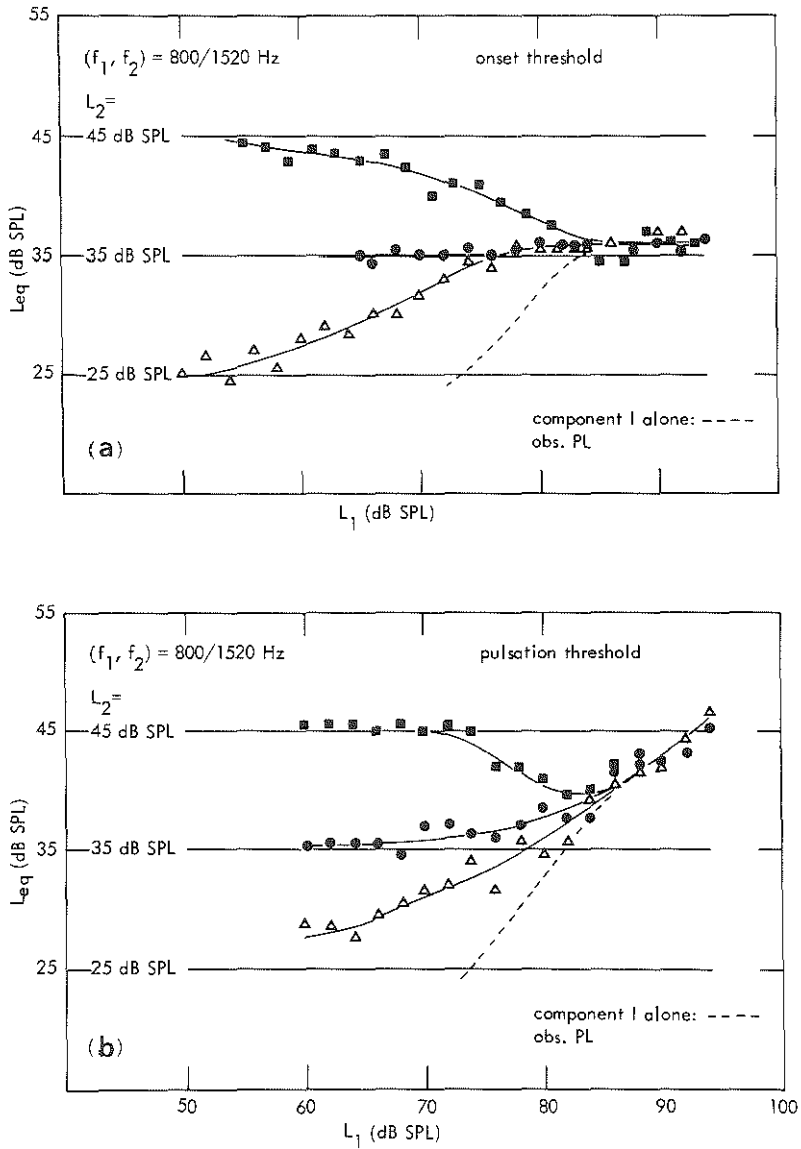 55
(f1, f2) = 800/1520 Hz
onset threshold
L2=
45
45 dB SPL
35
35 dB SPL
25
25 dB SPL
Leq (dB SPL)
component 1 alone: ----
obs. PL
(a)
L1 (dB SPL)
55
(f1, f2) = 800/1520 Hz
pulsation threshold
L2=
45
45 dB SPL
35
35 dB SPL
25
25 dB SPL
Leq (dB SPL)
component 1 alone: ----
obs. PL
(b)
50 60 70 80 90 100
L1 (dB SPL)